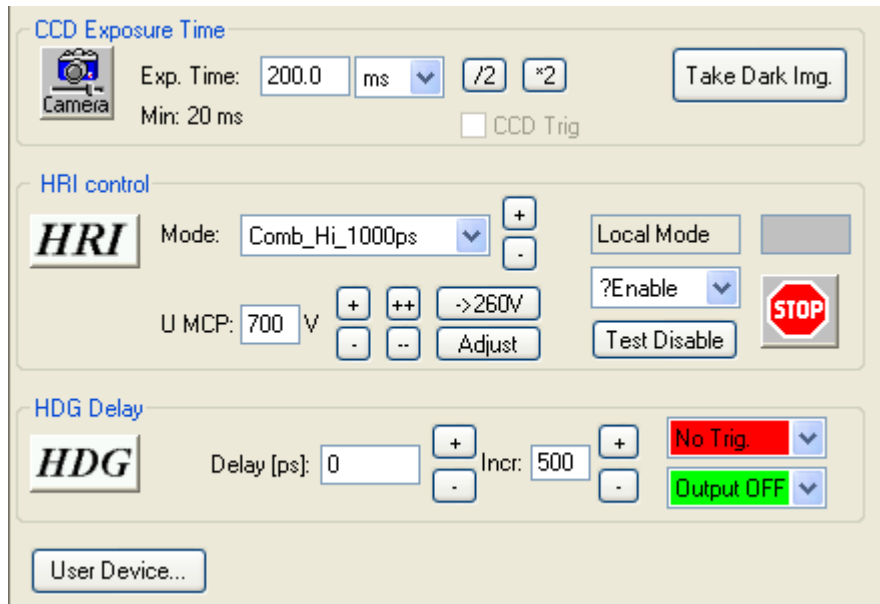 CCD Exposure Time
Camera
Exp. Time: 200.0 ms /2 *2 Take Dark Img.
Min: 20 ms
CCD Trig
HRI control
HRI Mode: Comb_Hi_1000ps + Local Mode
-
?Enable
U MCP: 700 V + ++ ->260V STOP
- -- Adjust Test Disable
HDG Delay
HDG Delay [ps]: 0 + Incr: 500 + No Trig.
- - Output OFF
User Device...